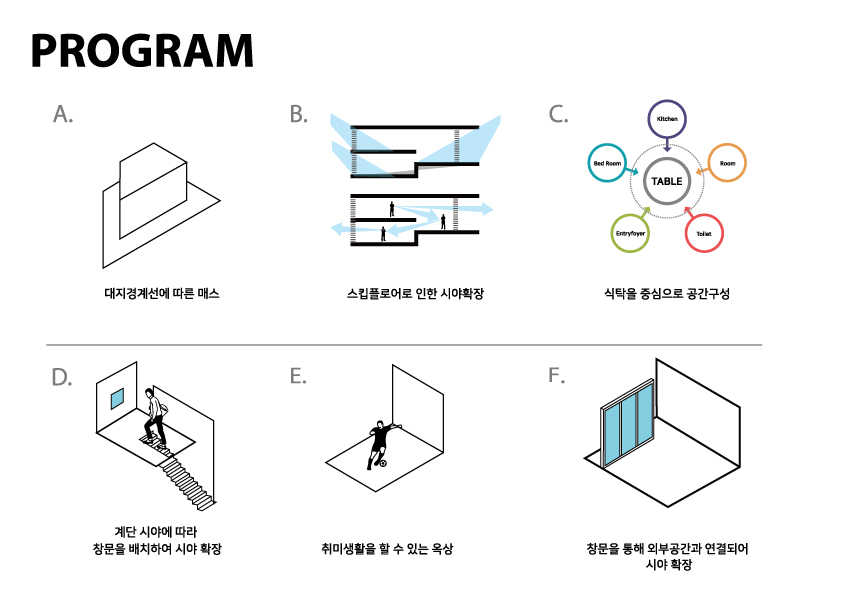 PROGRAM
A.
대지경계선에 따른 매스
B.
스킵플로어로 인한 시야확장
C.
Kitchen
Bed Room
Room
TABLE
Entryfoyer
Toilet
식탁을 중심으로 공간구성
D.
계단 시야에 따라
창문을 배치하여 시야 확장
E.
취미생활을 할 수 있는 옥상
F.
창문을 통해 외부공간과 연결되어
시야 확장